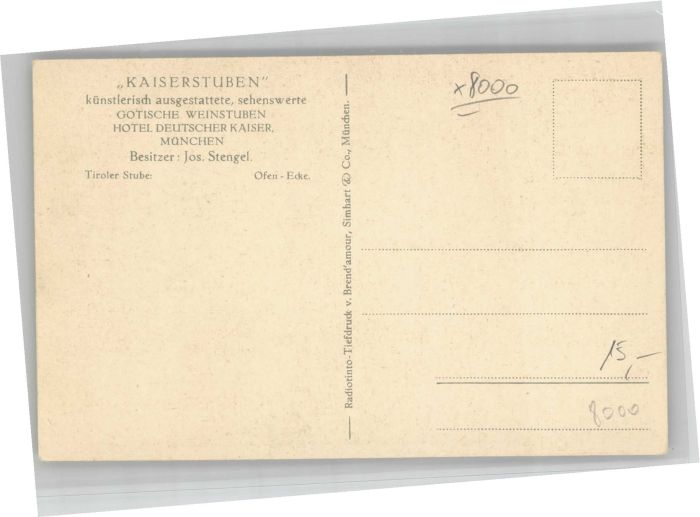 „KAISERSTUBEN"
künstlerisch ausgestattete, sehenswerte
GOTISCHE WEINSTUBEN
HOTEL DEUTSCHER KAISER,
MÜNCHEN
Besitzer: Jos. Stengel.
Tiroler Stube: Ofen-Ecke.
Radiotinto-Tiefdruck v. Brend'amour, Simhart & Co., München.
x8000
15,-
8000